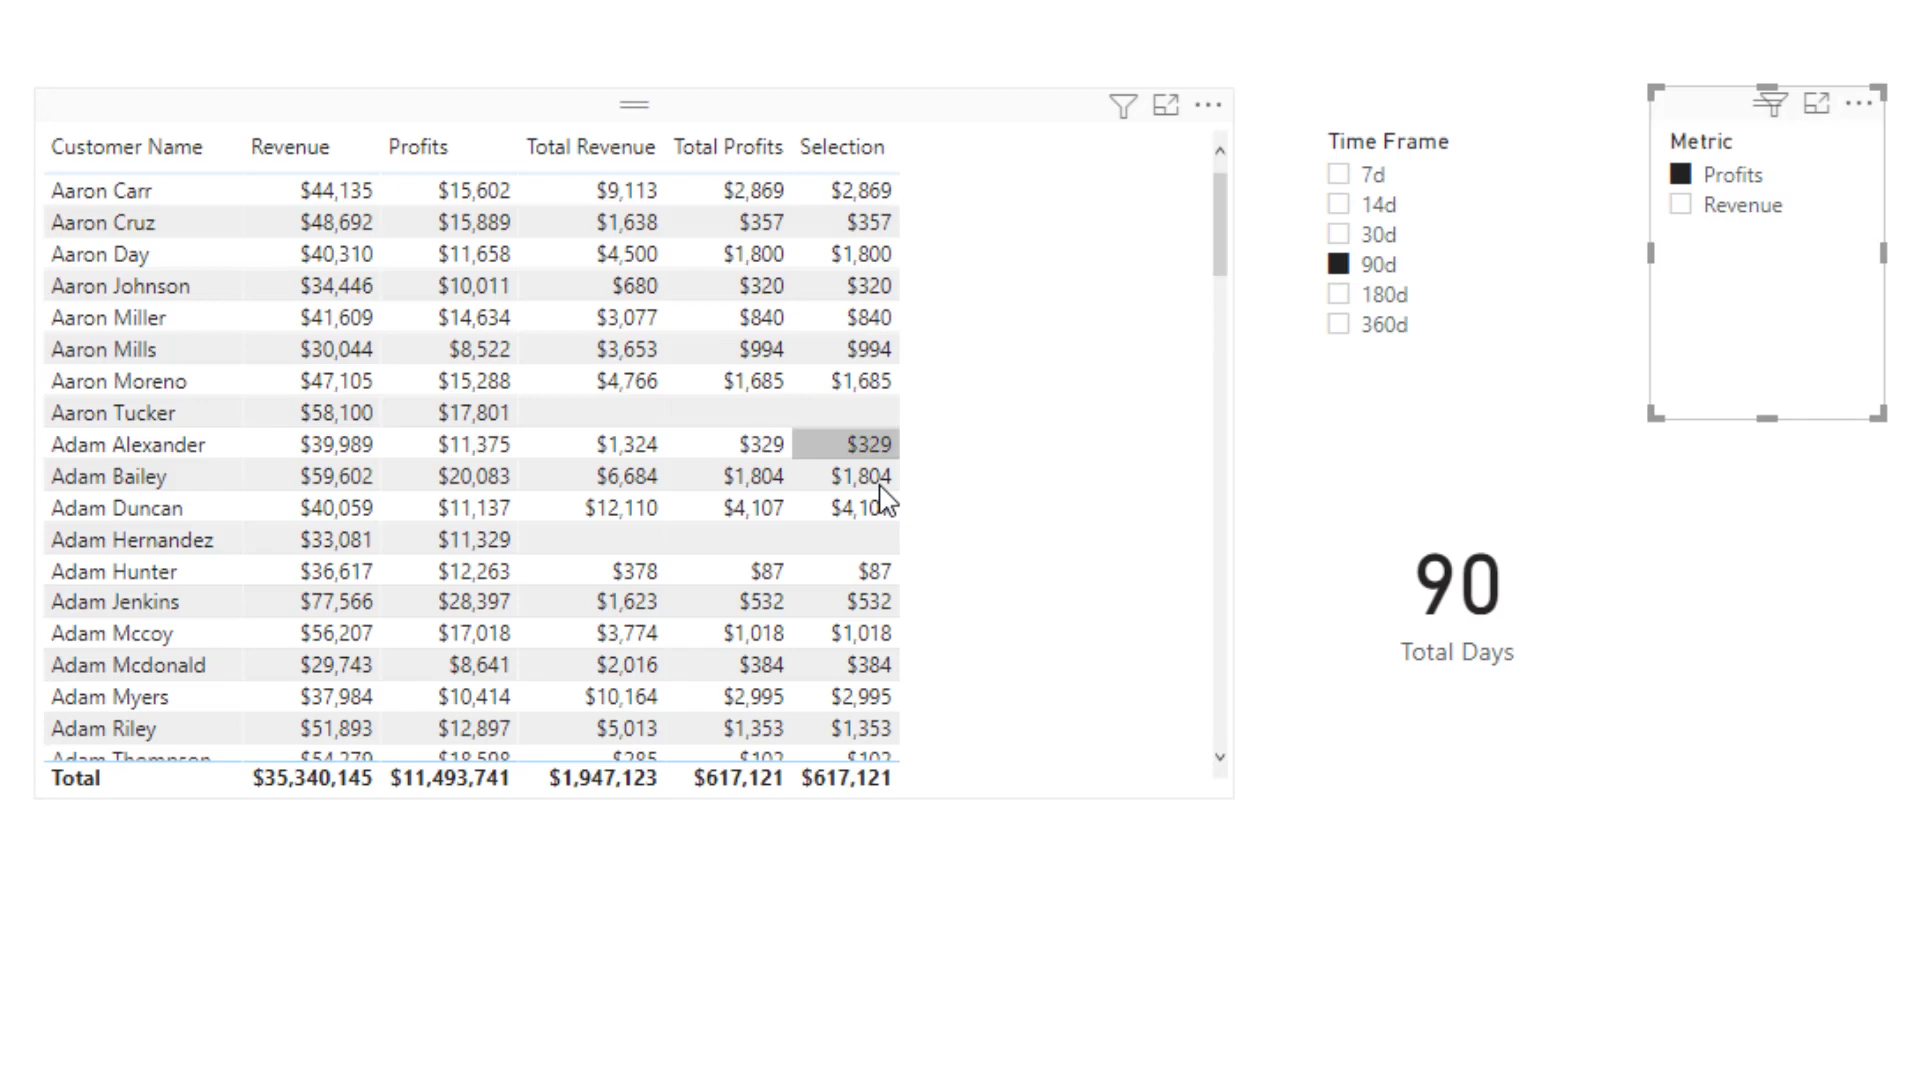 Customer Name Revenue Profits Total Revenue Total Profits Selection
Aaron Carr $44,135 $15,602 $9,113 $2,869 $2,869
Aaron Cruz $48,692 $15,889 $1,638 $357 $357
Aaron Day $40,310 $11,658 $4,500 $1,800 $1,800
Aaron Johnson $34,446 $10,011 $680 $320 $320
Aaron Miller $41,609 $14,634 $3,077 $840 $840
Aaron Mills $30,044 $8,522 $3,653 $994 $994
Aaron Moreno $47,105 $15,288 $4,766 $1,685 $1,685
Aaron Tucker $58,100 $17,801
Adam Alexander $39,989 $11,375 $1,324 $329 $329
Adam Bailey $59,602 $20,083 $6,684 $1,804 $1,804
Adam Duncan $40,059 $11,137 $12,110 $4,107
Adam Hernandez $33,081 $11,329
Adam Hunter $36,617 $12,263 $378 $87 $87
Adam Jenkins $77,566 $28,397 $1,623 $532 $532
Adam Mccoy $56,207 $17,018 $3,774 $1,018 $1,018
Adam Mcdonald $29,743 $8,641 $2,016 $384 $384
Adam Myers $37,984 $10,414 $10,164 $2,995 $2,995
Adam Riley $51,893 $12,897 $5,013 $1,353 $1,353
Adam Thompson
Total $35,340,145 $11,493,741 $1,947,123 $617,121 $617,121
Time Frame
7d
14d
30d
90d
180d
360d
Metric
Profits
Revenue
90
Total Days